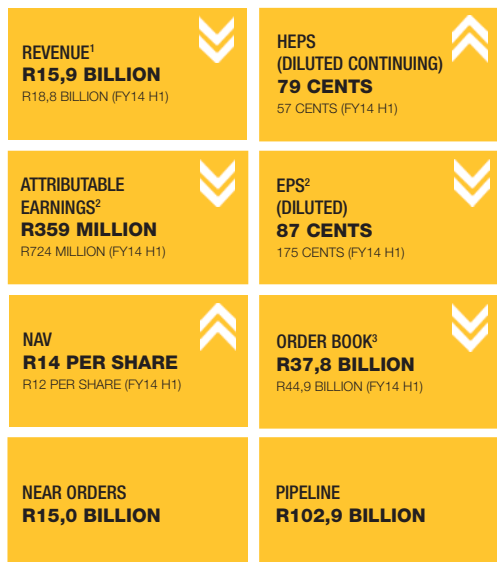 REVENUE¹
R15,9 BILLION
R18,8 BILLION (FY14 H1)
HEPS
(DILUTED CONTINUING)
79 CENTS
57 CENTS (FY14 H1)
ATTRIBUTABLE
EARNINGS²
R359 MILLION
R724 MILLION (FY14 H1)
EPS²
(DILUTED)
87 CENTS
175 CENTS (FY14 H1)
NAV
R14 PER SHARE
R12 PER SHARE (FY14 H1)
ORDER BOOK³
R37,8 BILLION
R44,9 BILLION (FY14 H1)
NEAR ORDERS
R15,0 BILLION
PIPELINE
R102,9 BILLION